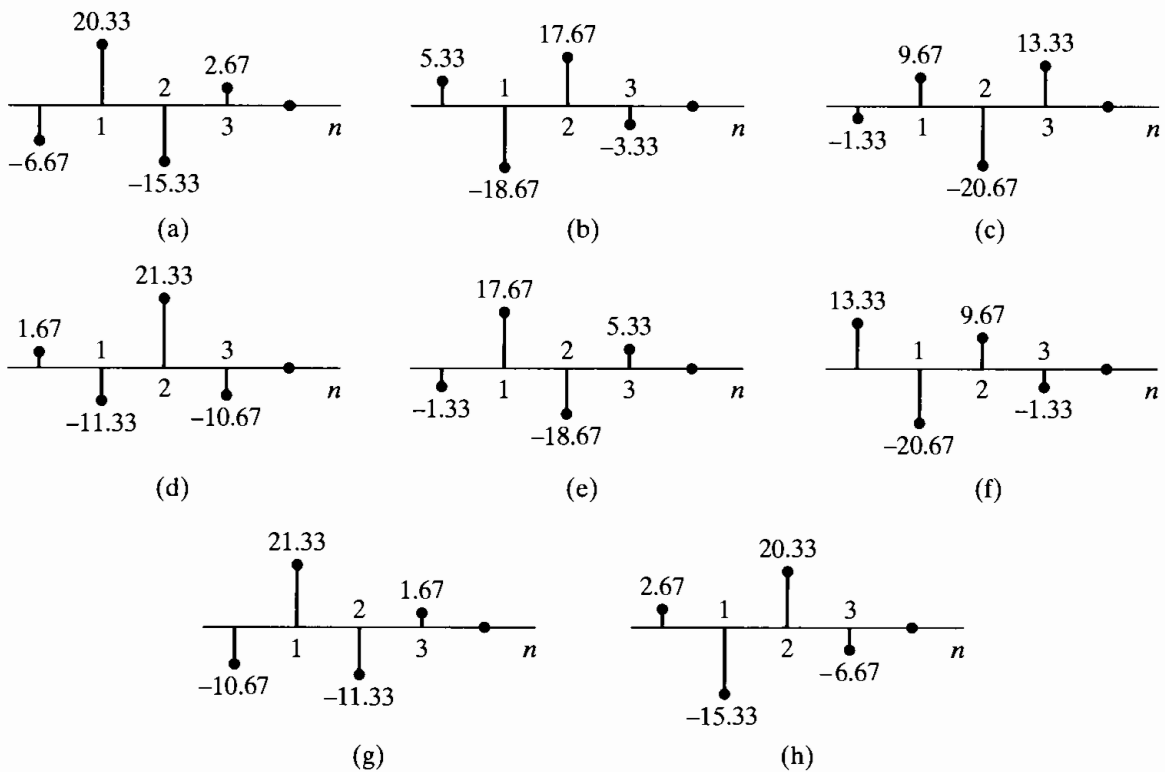 20.33
2 2.67
1 3 n
−6.67
−15.33
(a)
17.67
5.33
1 3
2 n
−3.33
−18.67
(b)
9.67 13.33
2
1 3 n
−1.33
−20.67
(c)
21.33
1.67
1 3
2 n
−11.33 −10.67
(d)
17.67
5.33
2
1 3 n
−1.33
−18.67
(e)
13.33 9.67
1 3
2 n
−1.33
−20.67
(f)
21.33
2 1.67
1 3 n
−10.67 −11.33
(g)
20.33
2.67
1 3
2 n
−6.67
−15.33
(h)